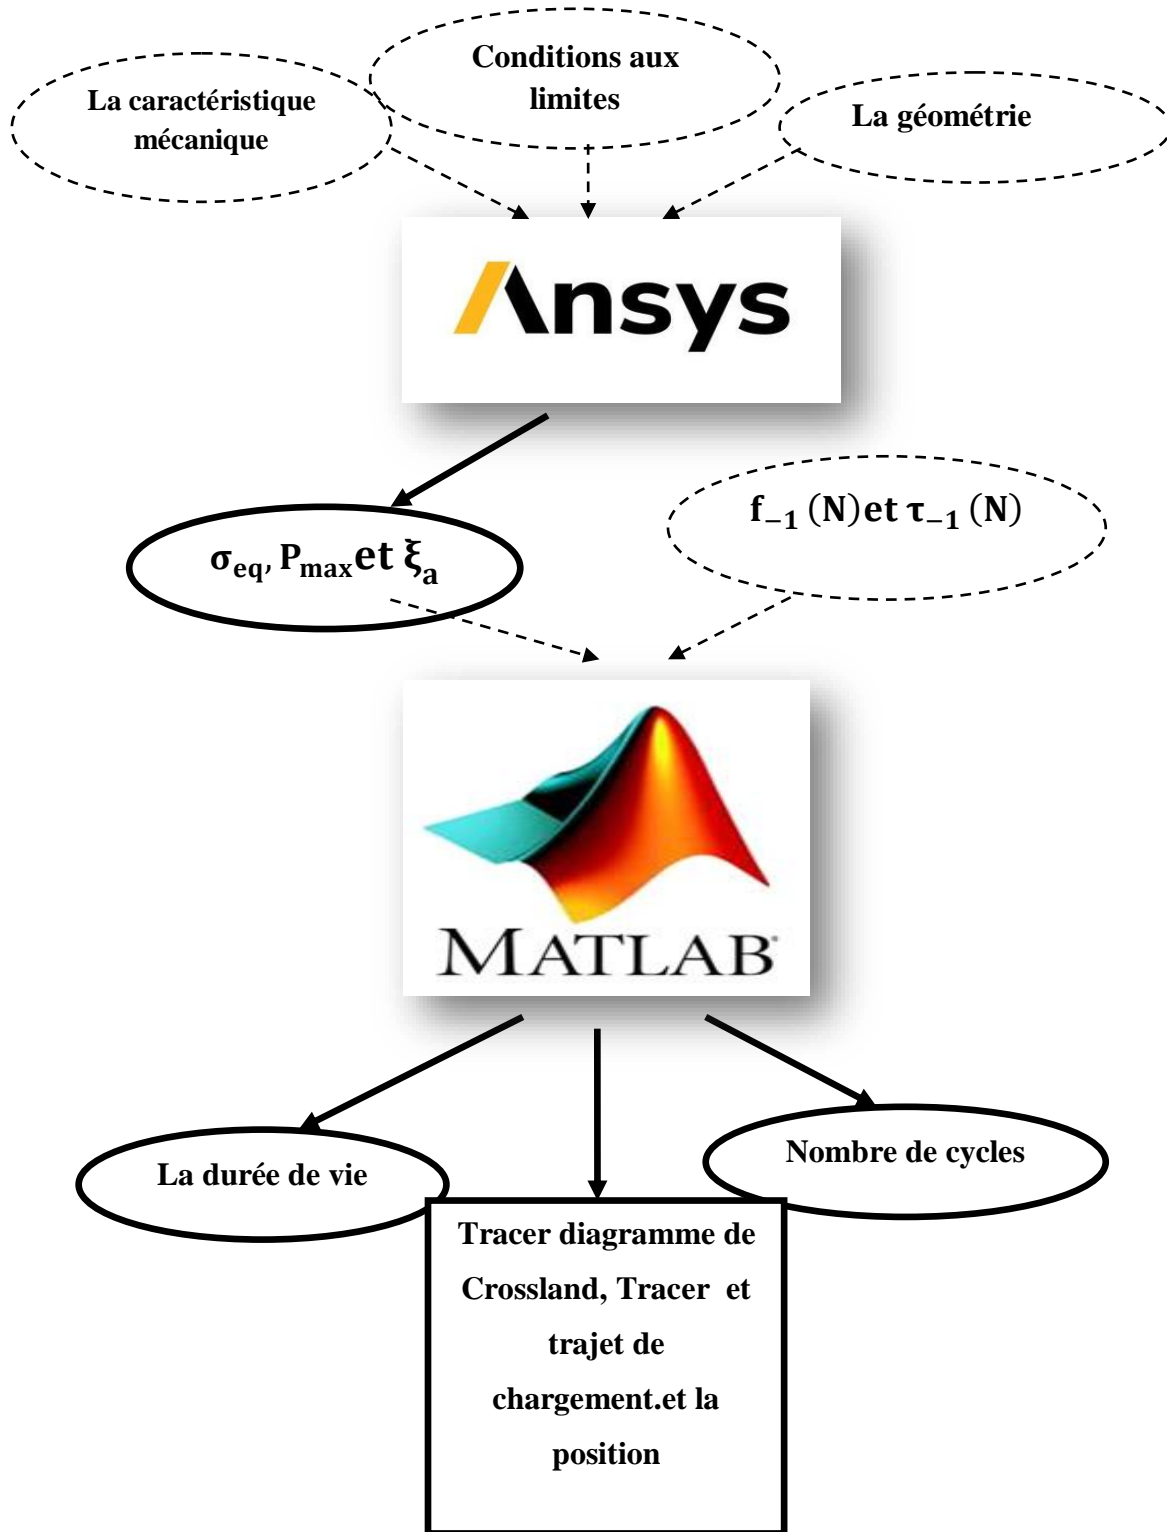 La caractéristique
mécanique
Conditions aux
limites
La géométrie
Ansys
σeq, Pmax et ξa
f−1 (N)et τ−1 (N)
MATLAB®
La durée de vie
Nombre de cycles
Tracer diagramme de
Crossland, Tracer et
trajet de
chargement.et la
position